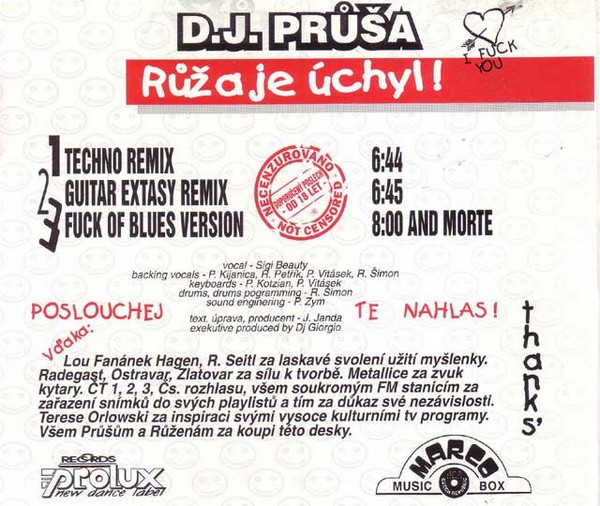 D.J. PRŮŠA
I FUCK
YOU
Růža je úchyl!
1 TECHNO REMIX 6:44
2 GUITAR EXTASY REMIX 6:45
3 FUCK OF BLUES VERSION 8:00 AND MORTE
NECENZUROVÁNO
DOPORUČENÝ POSLECH
OD 18 LET
NOT CENSORED
vocal - Sigi Beauty
backing vocals - P. Kijanica, R. Petřík, P. Vitásek, R. Šimon
keyboards - P. Kotzian, P. Vitásek
drums, drums pogramming - R. Šimon
sound enginering - P. Zym
POSLOUCHEJTE NAHLAS!
text. úprava, producent - J. Janda
exekutive produced by Dj Giorgio
Vďaka:
thanks'
Lou Fanánek Hagen, R. Seitl za laskavé svolení užití myšlenky.
Radegast, Ostravar, Zlatovar za sílu k tvorbě. Metallice za zvuk
kytary. ČT 1, 2, 3, Čs. rozhlasu, všem soukromým FM stanicím za
zařazení snímků do svých playlistů a tím za důkaz své nezávislosti.
Terese Orlowski za inspiraci svými vysoce kulturními tv programy.
Všem Průšům a Růženám za koupi této desky.
RECORDS
prolux
new dance label
MARCO
MUSIC BOX